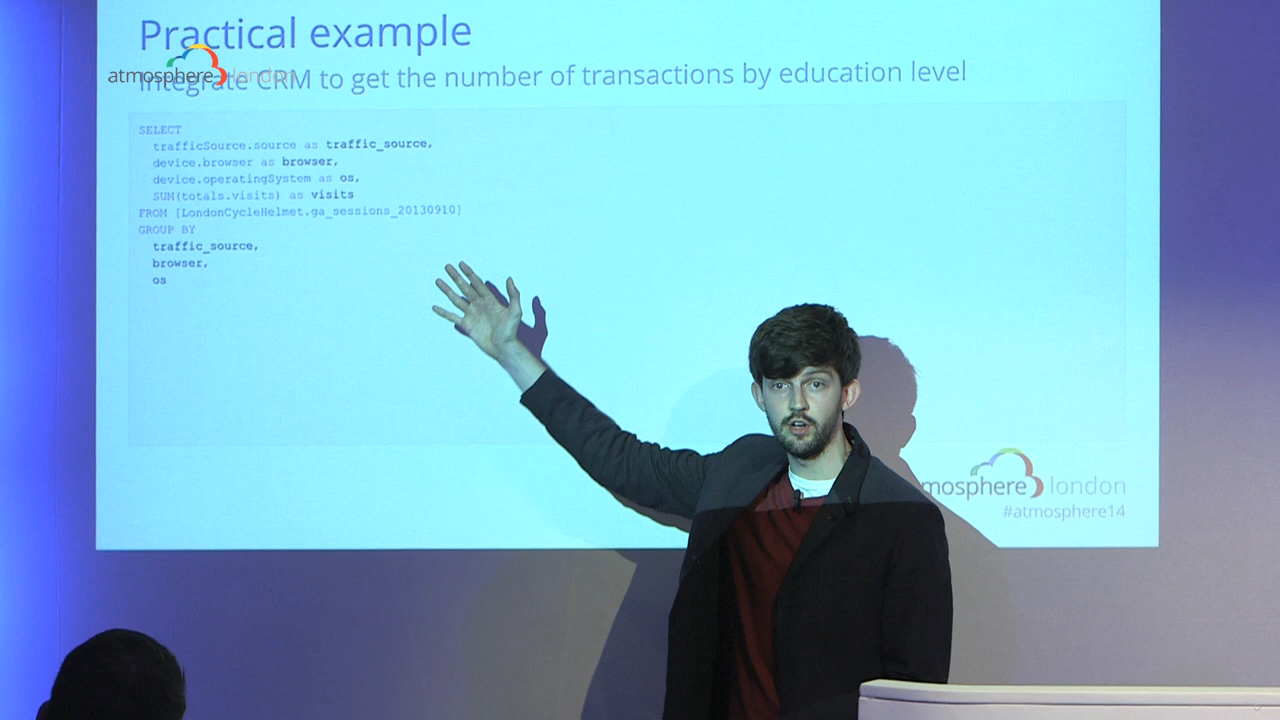 Practical example
atmosphere london
Integrate CRM to get the number of transactions by education level
SELECT
trafficSource.source as traffic_source,
device.browser as browser,
device.operatingSystem as os,
SUM(totals.visits) as visits
FROM [LondonCycleHelmet.ga_sessions_20130910]
GROUP BY
traffic_source,
browser,
os
mosphere london
#atmosphere14